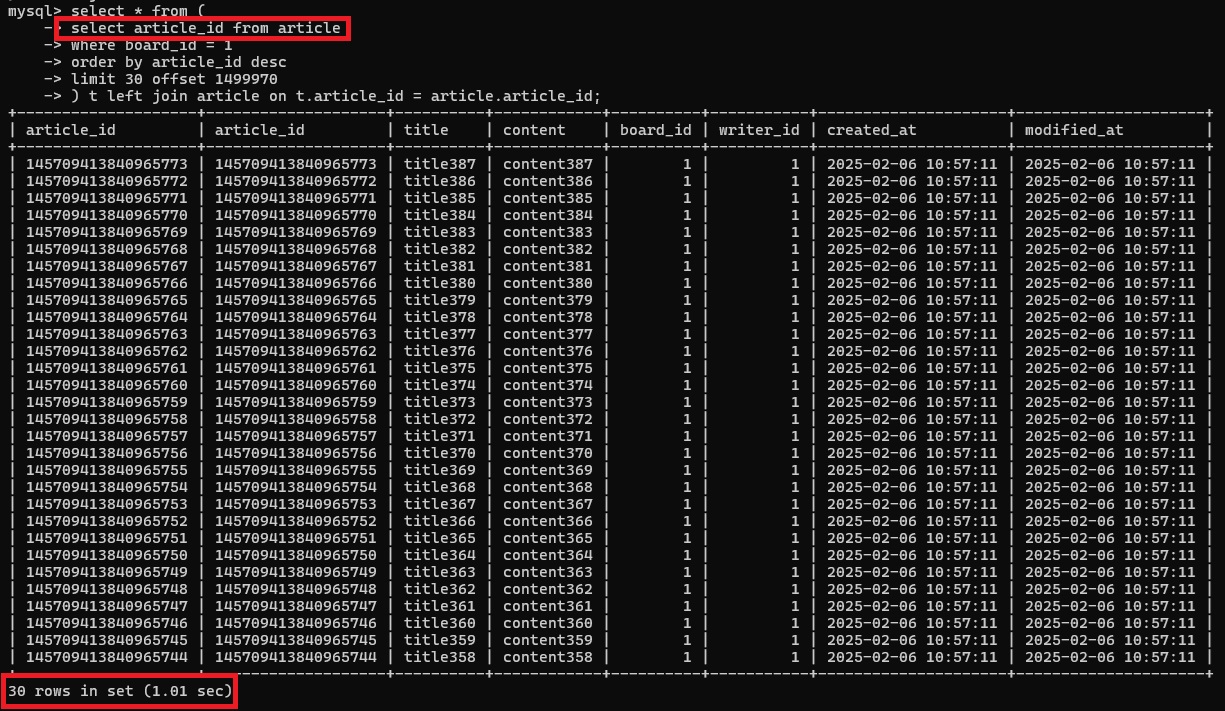 mysql> select * from (
    -> select article_id from article
    -> where board_id = 1
    -> order by article_id desc
    -> limit 30 offset 1499970
    -> ) t left join article on t.article_id = article.article_id;
| article_id | article_id | title | content | board_id | writer_id | created_at | modified_at |
| 145709413840965773 | 145709413840965773 | title387 | content387 | 1 | 1 | 2025-02-06 10:57:11 | 2025-02-06 10:57:11 |
| 145709413840965772 | 145709413840965772 | title386 | content386 | 1 | 1 | 2025-02-06 10:57:11 | 2025-02-06 10:57:11 |
| 145709413840965771 | 145709413840965771 | title385 | content385 | 1 | 1 | 2025-02-06 10:57:11 | 2025-02-06 10:57:11 |
| 145709413840965770 | 145709413840965770 | title384 | content384 | 1 | 1 | 2025-02-06 10:57:11 | 2025-02-06 10:57:11 |
| 145709413840965769 | 145709413840965769 | title383 | content383 | 1 | 1 | 2025-02-06 10:57:11 | 2025-02-06 10:57:11 |
| 145709413840965768 | 145709413840965768 | title382 | content382 | 1 | 1 | 2025-02-06 10:57:11 | 2025-02-06 10:57:11 |
| 145709413840965767 | 145709413840965767 | title381 | content381 | 1 | 1 | 2025-02-06 10:57:11 | 2025-02-06 10:57:11 |
| 145709413840965766 | 145709413840965766 | title380 | content380 | 1 | 1 | 2025-02-06 10:57:11 | 2025-02-06 10:57:11 |
| 145709413840965765 | 145709413840965765 | title379 | content379 | 1 | 1 | 2025-02-06 10:57:11 | 2025-02-06 10:57:11 |
| 145709413840965764 | 145709413840965764 | title378 | content378 | 1 | 1 | 2025-02-06 10:57:11 | 2025-02-06 10:57:11 |
| 145709413840965763 | 145709413840965763 | title377 | content377 | 1 | 1 | 2025-02-06 10:57:11 | 2025-02-06 10:57:11 |
| 145709413840965762 | 145709413840965762 | title376 | content376 | 1 | 1 | 2025-02-06 10:57:11 | 2025-02-06 10:57:11 |
| 145709413840965761 | 145709413840965761 | title375 | content375 | 1 | 1 | 2025-02-06 10:57:11 | 2025-02-06 10:57:11 |
| 145709413840965760 | 145709413840965760 | title374 | content374 | 1 | 1 | 2025-02-06 10:57:11 | 2025-02-06 10:57:11 |
| 145709413840965759 | 145709413840965759 | title373 | content373 | 1 | 1 | 2025-02-06 10:57:11 | 2025-02-06 10:57:11 |
| 145709413840965758 | 145709413840965758 | title372 | content372 | 1 | 1 | 2025-02-06 10:57:11 | 2025-02-06 10:57:11 |
| 145709413840965757 | 145709413840965757 | title371 | content371 | 1 | 1 | 2025-02-06 10:57:11 | 2025-02-06 10:57:11 |
| 145709413840965756 | 145709413840965756 | title370 | content370 | 1 | 1 | 2025-02-06 10:57:11 | 2025-02-06 10:57:11 |
| 145709413840965755 | 145709413840965755 | title369 | content369 | 1 | 1 | 2025-02-06 10:57:11 | 2025-02-06 10:57:11 |
| 145709413840965754 | 145709413840965754 | title368 | content368 | 1 | 1 | 2025-02-06 10:57:11 | 2025-02-06 10:57:11 |
| 145709413840965753 | 145709413840965753 | title367 | content367 | 1 | 1 | 2025-02-06 10:57:11 | 2025-02-06 10:57:11 |
| 145709413840965752 | 145709413840965752 | title366 | content366 | 1 | 1 | 2025-02-06 10:57:11 | 2025-02-06 10:57:11 |
| 145709413840965751 | 145709413840965751 | title365 | content365 | 1 | 1 | 2025-02-06 10:57:11 | 2025-02-06 10:57:11 |
| 145709413840965750 | 145709413840965750 | title364 | content364 | 1 | 1 | 2025-02-06 10:57:11 | 2025-02-06 10:57:11 |
| 145709413840965749 | 145709413840965749 | title363 | content363 | 1 | 1 | 2025-02-06 10:57:11 | 2025-02-06 10:57:11 |
| 145709413840965748 | 145709413840965748 | title362 | content362 | 1 | 1 | 2025-02-06 10:57:11 | 2025-02-06 10:57:11 |
| 145709413840965747 | 145709413840965747 | title361 | content361 | 1 | 1 | 2025-02-06 10:57:11 | 2025-02-06 10:57:11 |
| 145709413840965746 | 145709413840965746 | title360 | content360 | 1 | 1 | 2025-02-06 10:57:11 | 2025-02-06 10:57:11 |
| 145709413840965745 | 145709413840965745 | title359 | content359 | 1 | 1 | 2025-02-06 10:57:11 | 2025-02-06 10:57:11 |
| 145709413840965744 | 145709413840965744 | title358 | content358 | 1 | 1 | 2025-02-06 10:57:11 | 2025-02-06 10:57:11 |
30 rows in set (1.01 sec)